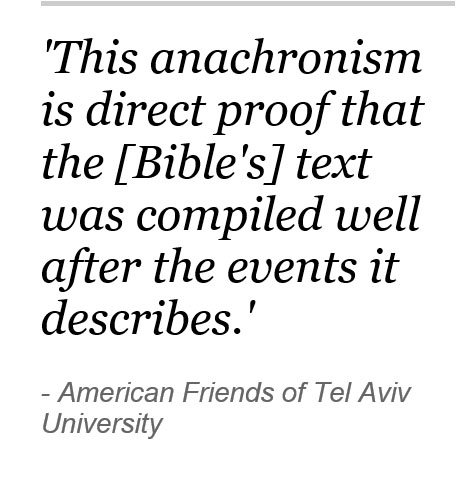 'This anachronism
is direct proof that
the [Bible's] text
was compiled well
after the events it
describes.'
- American Friends of Tel Aviv
University